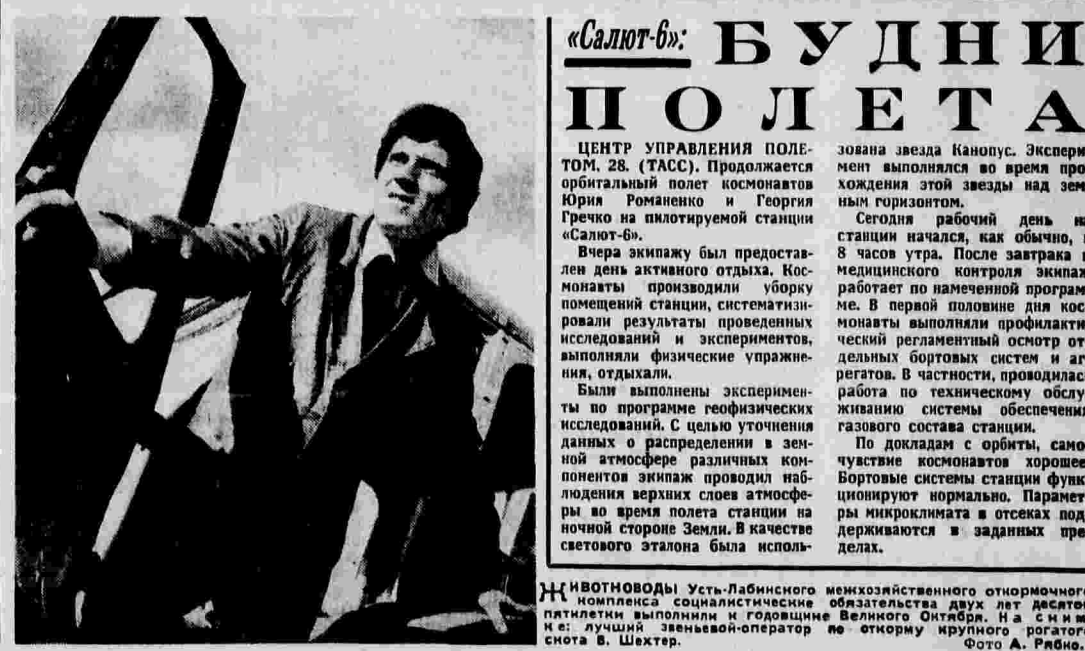 «Салют-6»: БУДНИ
ПОЛЕТА
ЦЕНТР УПРАВЛЕНИЯ ПОЛЕ-
ТОМ, 28. (ТАСС). Продолжается
орбитальный полет космонавтов
Юрия Романенко и Георгия
Гречко на пилотируемой станции
«Салют-6».
Вчера экипажу был предостав-
лен день активного отдыха. Кос-
монавты производили уборку
помещений станции, систематизи-
ровали результаты проведенных
исследований и экспериментов,
выполняли физические упражне-
ния, отдыхали.
Были выполнены эксперимен-
ты по программе геофизических
исследований. С целью уточнения
данных о распределении в зем-
ной атмосфере различных ком-
понентов экипаж проводил наб-
людения верхних слоев атмосфе-
ры во время полета станции на
ночной стороне Земли. В качестве
светового эталона была исполь-
зована звезда Канопус. Экспери
мент выполнялся во время про
хождения этой звезды над зем
ным горизонтом.
Сегодня рабочий день на
станции начался, как обычно,
8 часов утра. После завтрака
медицинского контроля экипаж
работает по намеченной програм
ме. В первой половине дня кос
монавты выполняли профилакти
ческий регламентный осмотр от
дельных бортовых систем и аг
регатов. В частности, проводилас
работа по техническому обслу
живанию системы обеспечения
газового состава станции.
По докладам с орбиты, само
чувствие космонавтов хорошее
Бортовые системы станции функ
ционируют нормально. Парамет
ры микроклимата в отсеках под
держиваются в заданных пре
делах.
ЖИВОТНОВОДЫ Усть-Лабинского межхозяйственного откормочного
комплекса социалистические обязательства двух лет десятой
пятилетки выполнили к годовщине Великого Октября. На сним
ке: лучший звеньевой-оператор по откорму крупного рогатого
скота В. Шехтер.
Фото А. Рябко.